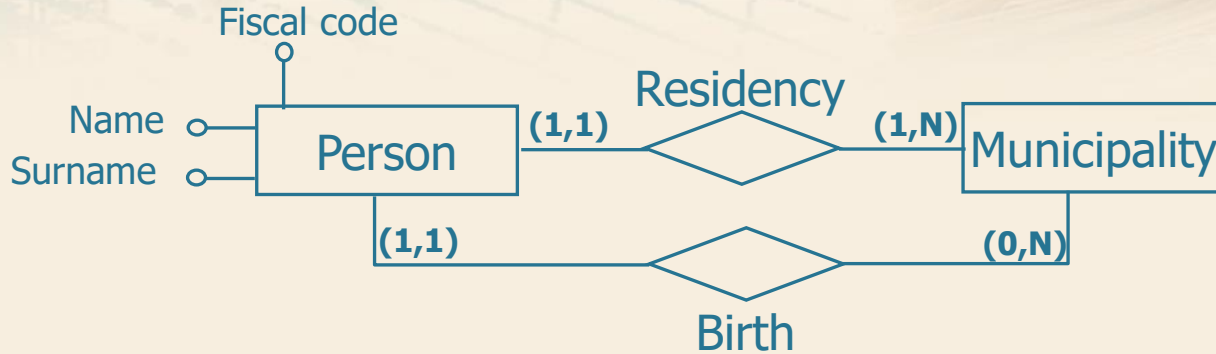 Fiscal code
Name
Surname
Person
(1,1)
Residency
(1,N)
Municipality
(1,1)
(0,N)
Birth